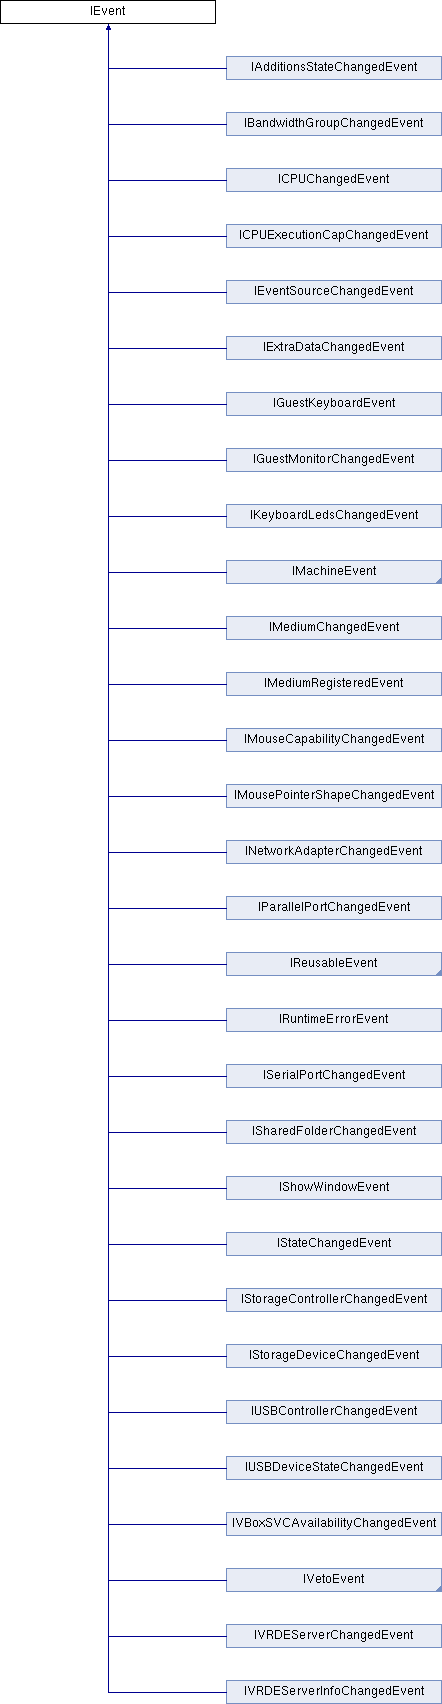 IEvent
IAdditionsStateChangedEvent
IBandwidthGroupChangedEvent
ICPUChangedEvent
ICPUExecutionCapChangedEvent
IEventSourceChangedEvent
IExtraDataChangedEvent
IGuestKeyboardEvent
IGuestMonitorChangedEvent
IKeyboardLedsChangedEvent
IMachineEvent
IMediumChangedEvent
IMediumRegisteredEvent
IMouseCapabilityChangedEvent
IMousePointerShapeChangedEvent
INetworkAdapterChangedEvent
IParallelPortChangedEvent
IReusableEvent
IRuntimeErrorEvent
ISerialPortChangedEvent
ISharedFolderChangedEvent
IShowWindowEvent
IStateChangedEvent
IStorageControllerChangedEvent
IStorageDeviceChangedEvent
IUSBControllerChangedEvent
IUSBDeviceStateChangedEvent
IVBoxSVCAvailabilityChangedEvent
IVetoEvent
IVRDEServerChangedEvent
IVRDEServerInfoChangedEvent